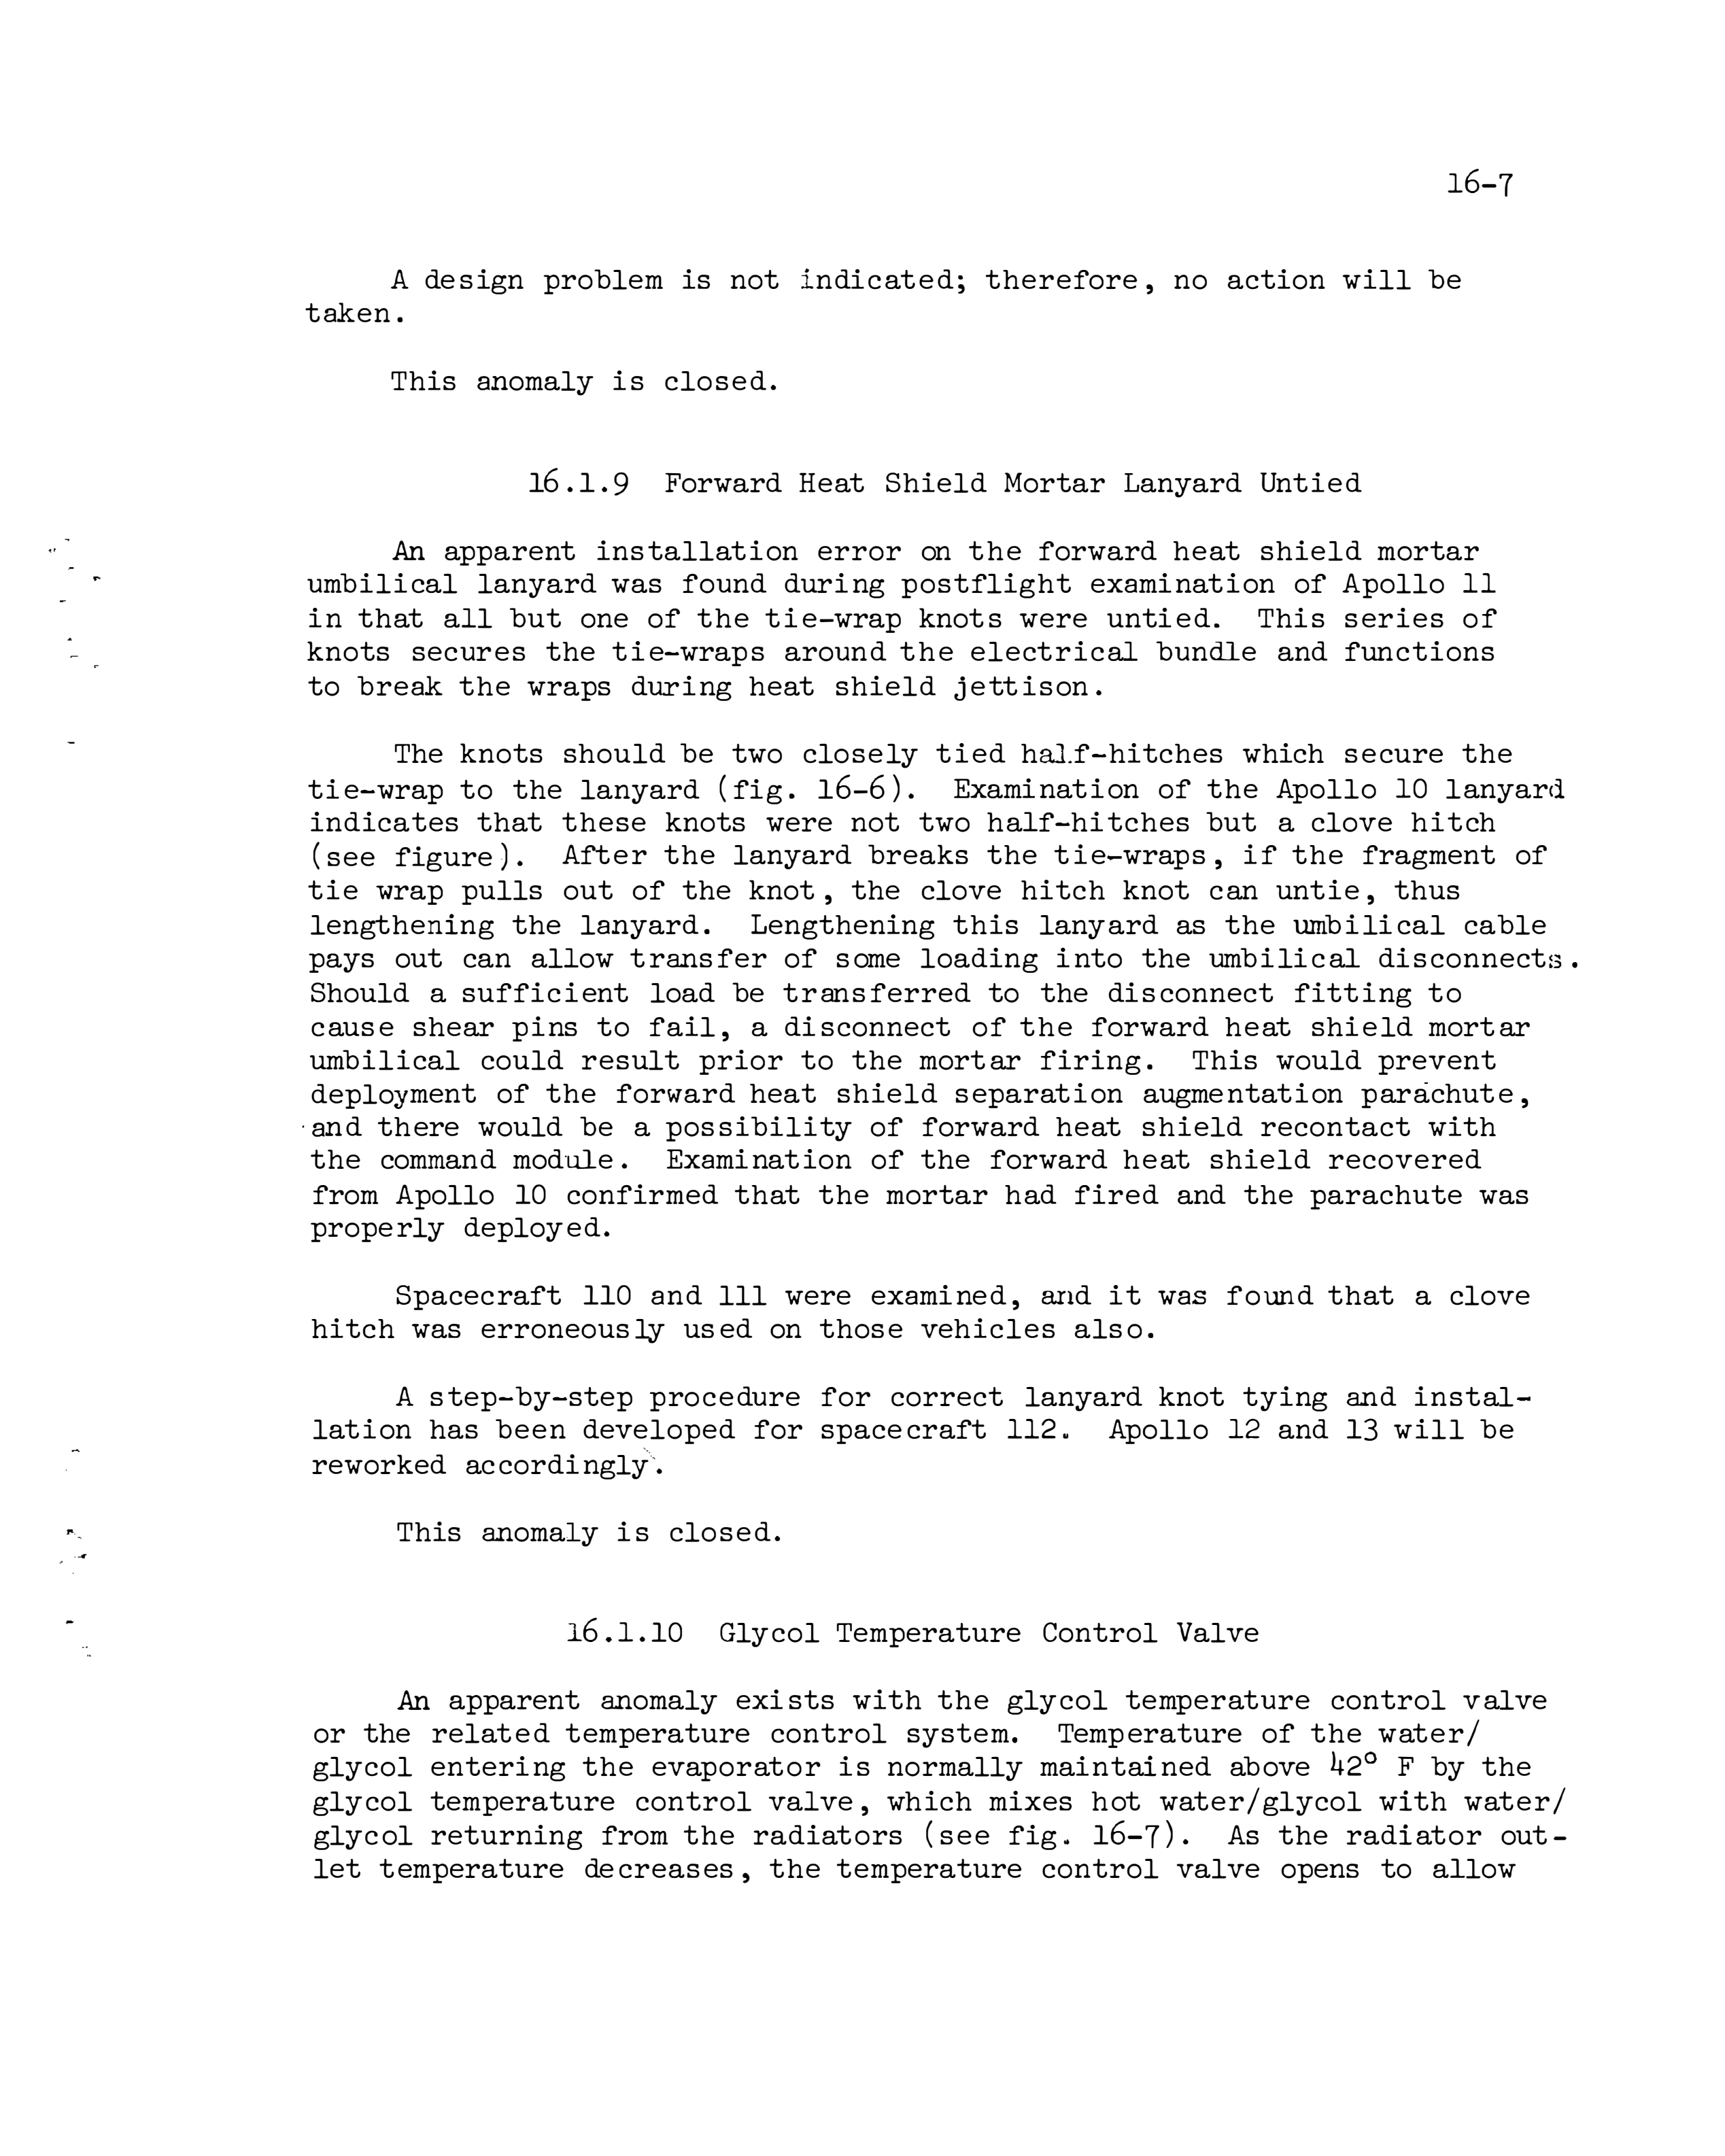 16-7
A design problem is not indicated; therefore, no action will be
taken.
This anomaly is closed.
16.1.9 Forward Heat Shield Mortar Lanyard Untied
An apparent installation error on the forward heat shield mortar
umbilical lanyard was found during postflight examination of Apollo 11
in that all but one of the tie-wrap knots were untied. This series of
knots secures the tie-wraps around the electrical bundle and functions
to break the wraps during heat shield jettison.
The knots should be two closely tied half-hitches which secure the
tie-wrap to the lanyard (fig. 16-6). Examination of the Apollo 10 lanyard
indicates that these knots were not two half-hitches but a clove hitch
(see figure). After the lanyard breaks the tie-wraps, if the fragment of
tie wrap pulls out of the knot, the clove hitch knot can untie, thus
lengthening the lanyard. Lengthening this lanyard as the umbilical cable
pays out can allow transfer of some loading into the umbilical disconnects.
Should a sufficient load be transferred to the disconnect fitting to
cause shear pins to fail, a disconnect of the forward heat shield mortar
umbilical could result prior to the mortar firing. This would prevent
deployment of the forward heat shield separation augmentation parachute,
and there would be a possibility of forward heat shield recontact with
the command module. Examination of the forward heat shield recovered
from Apollo 10 confirmed that the mortar had fired and the parachute was
properly deployed.
Spacecraft 110 and 111 were examined, and it was found that a clove
hitch was erroneously used on those vehicles also.
A step-by-step procedure for correct lanyard knot tying and instal-
lation has been developed for spacecraft 112. Apollo 12 and 13 will be
reworked accordingly.
This anomaly is closed.
16.1.10 Glycol Temperature Control Valve
An apparent anomaly exists with the glycol temperature control valve
or the related temperature control system. Temperature of the water/
glycol entering the evaporator is normally maintained above 42° F by the
glycol temperature control valve, which mixes hot water/glycol with water/
glycol returning from the radiators (see fig. 16-7). As the radiator out-
let temperature decreases, the temperature control valve opens to allow